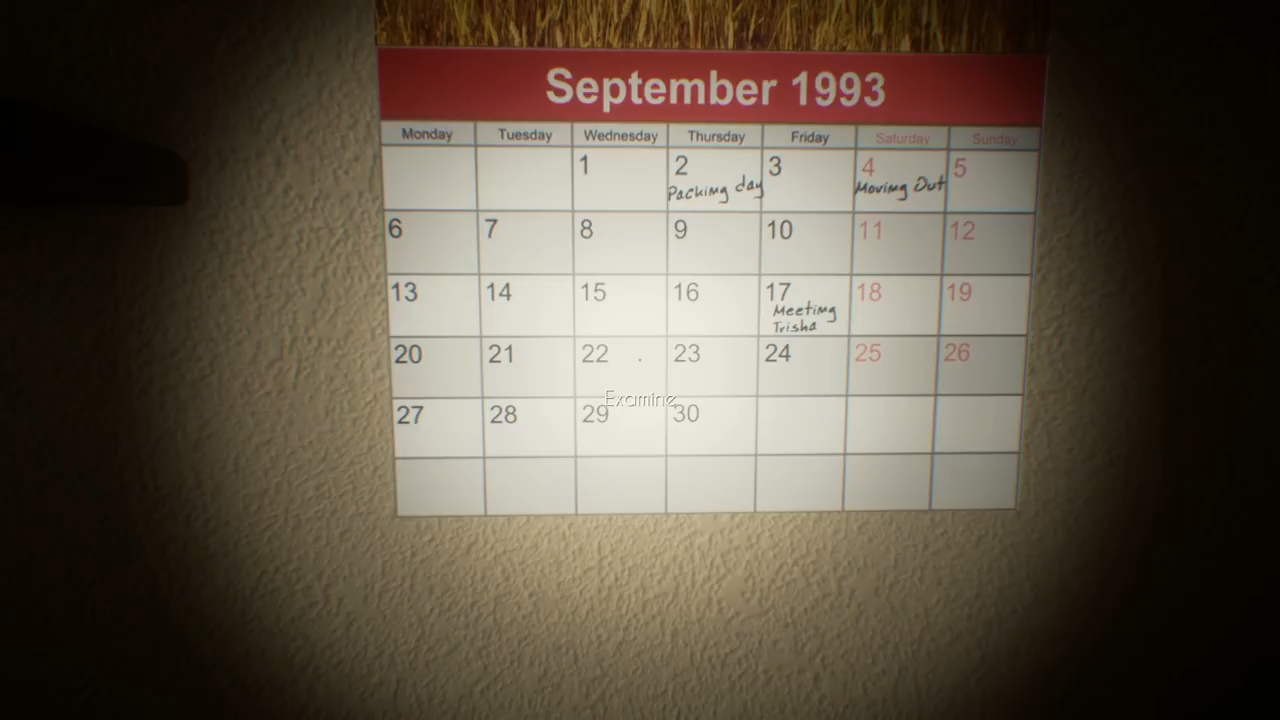 September 1993
Monday Tuesday Wednesday Thursday Friday Saturday Sunday
1 2 3 4 5
Packing day Moving Out
6 7 8 9 10 11 12
13 14 15 16 17 18 19
Meeting
Trisha
20 21 22 23 24 25 26
Examine
27 28 29 30